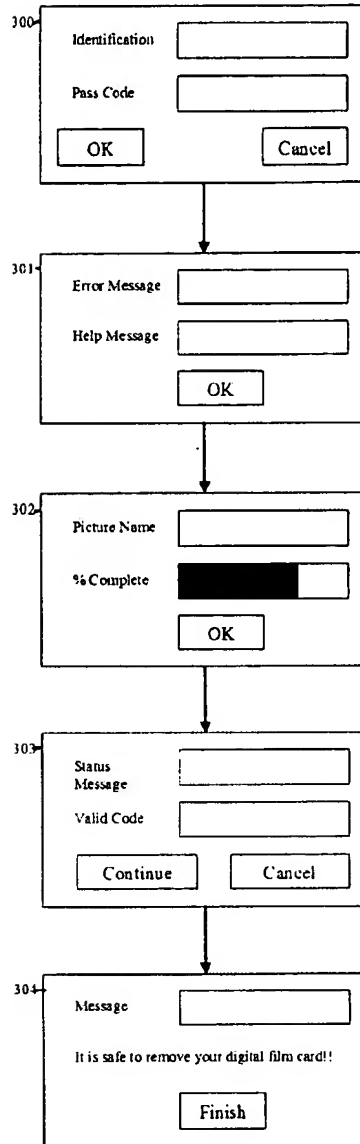 300
Identification
Pass Code
OK Cancel
301
Error Message
Help Message
OK
302
Picture Name
% Complete
OK
303
Status
Message
Valid Code
Continue Cancel
304
Message
It is safe to remove your digital film card!!
Finish